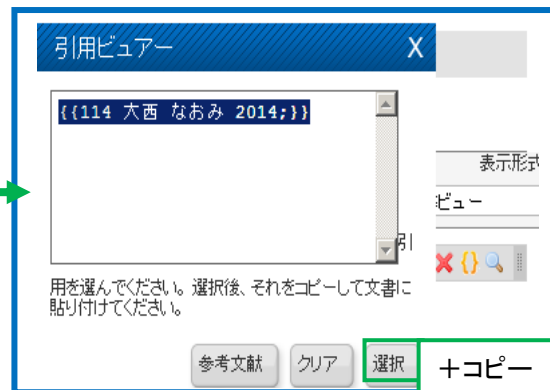 引用ビュアー X
{{114 大西 なおみ 2014;}}
表示形式
ビュー
引
用を選んでください。選択後、それをコピーして文書に
貼り付けてください。
参考文献 クリア 選択 +コピー